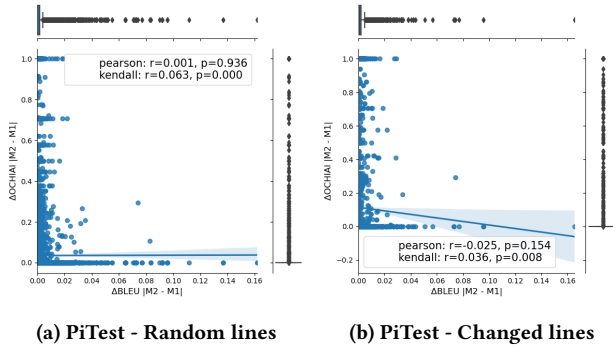 pearson: r=0.001, p=0.936
kendall: r=0.063, p=0.000
ΔOCHIAI |M2 - M1|
1.0
0.8
0.6
0.4
0.2
0.0
0.00 0.02 0.04 0.06 0.08 0.10 0.12 0.14 0.16
ΔBLEU |M2 - M1|
(a) PiTest - Random lines
ΔOCHIAI |M2 - M1|
1.0
0.8
0.6
0.4
0.2
0.0
−0.2
pearson: r=-0.025, p=0.154
kendall: r=0.036, p=0.008
0.00 0.02 0.04 0.06 0.08 0.10 0.12 0.14 0.16
ΔBLEU |M2 - M1|
(b) PiTest - Changed lines